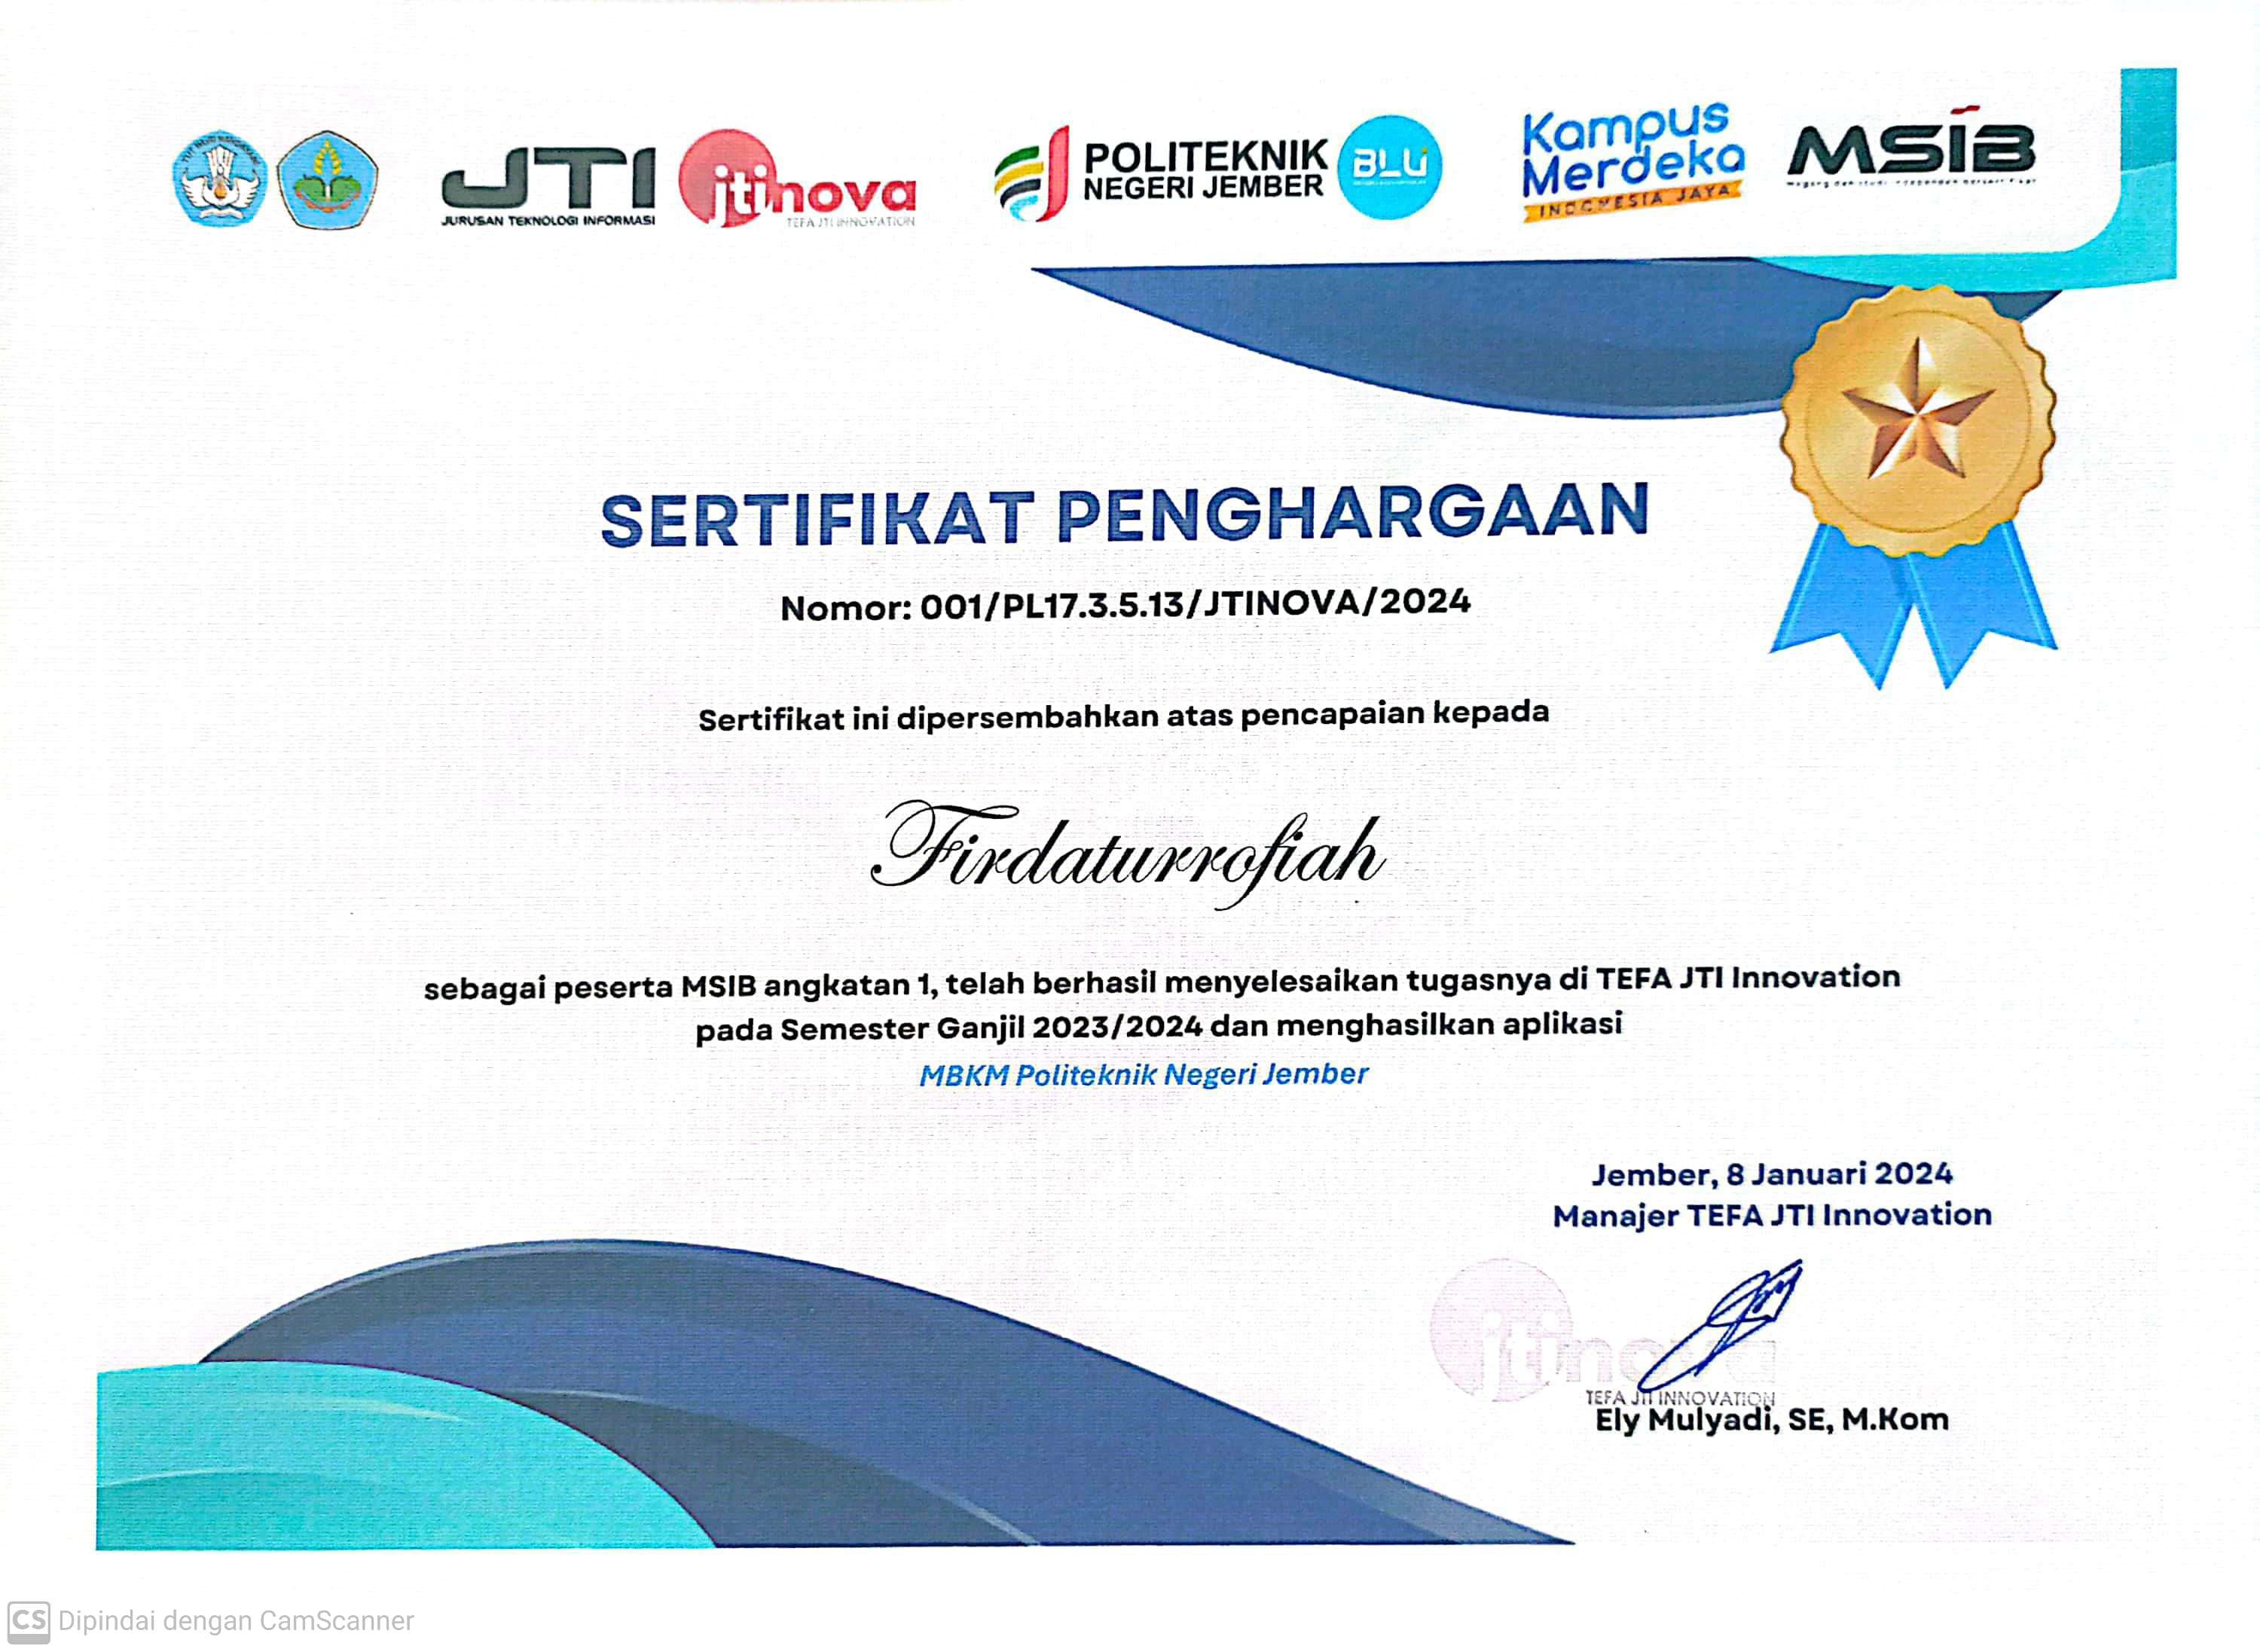 JTI
JURUSAN TEKNOLOGI INFORMASI
jtinova
TEFA JTI INNOVATION
POLITEKNIK
NEGERI JEMBER
BLU
Kampus
Merdeka
INDONESIA JAYA
MSIB
SERTIFIKAT PENGHARGAAN
Nomor: 001/PL17.3.5.13/JTINOVA/2024
Sertifikat ini dipersembahkan atas pencapaian kepada
Firdaturrofiah
sebagai peserta MSIB angkatan 1, telah berhasil menyelesaikan tugasnya di TEFA JTI Innovation
pada Semester Ganjil 2023/2024 dan menghasilkan aplikasi
MBKM Politeknik Negeri Jember
Jember, 8 Januari 2024
Manajer TEFA JTI Innovation
jtinova
TEFA JTI INNOVATION
Ely Mulyadi, SE, M.Kom
CS Dipindai dengan CamScanner